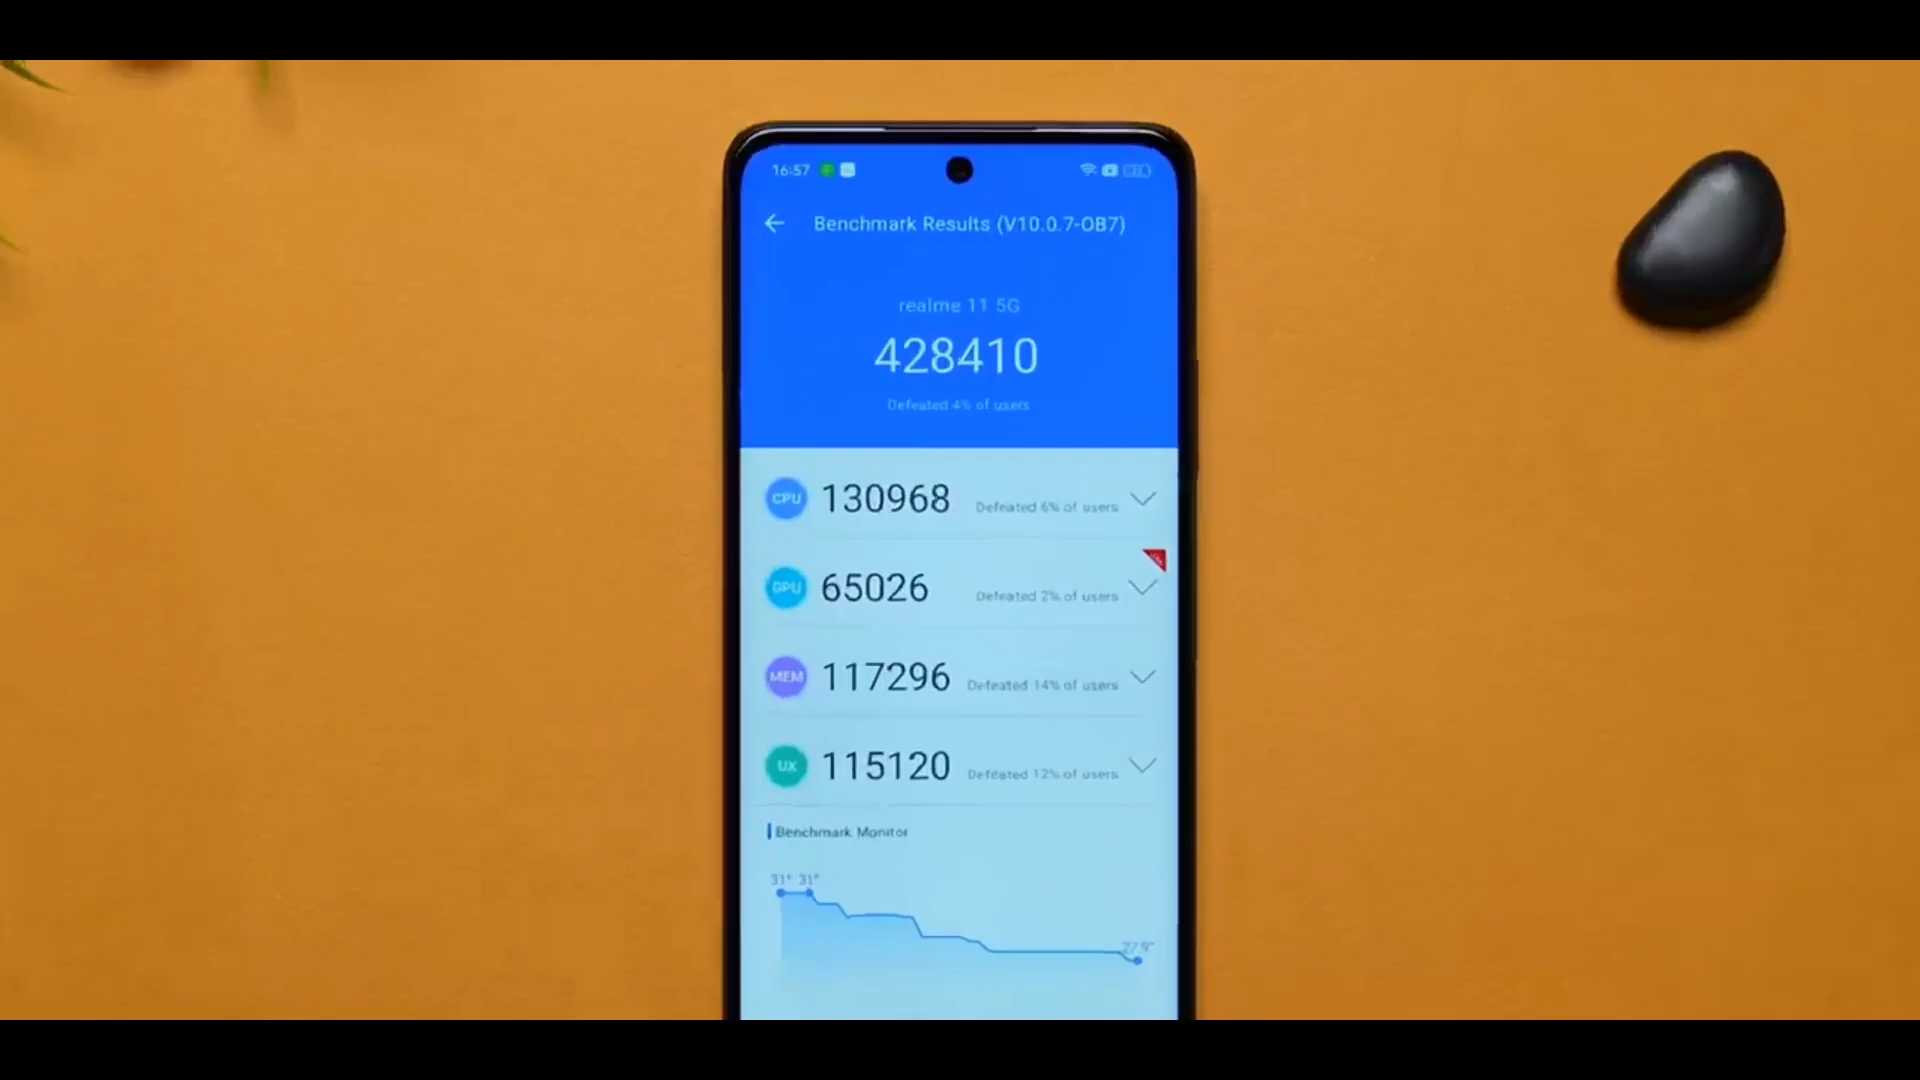 16:57
Benchmark Results (V10.0.7-OB7)
realme 11 5G
428410
Defeated 4% of users
CPU 130968 Defeated 6% of users
GPU 65026 Defeated 2% of users
MEM 117296 Defeated 14% of users
UX 115120 Defeated 12% of users
Benchmark Monitor
31° 31°
27.9°